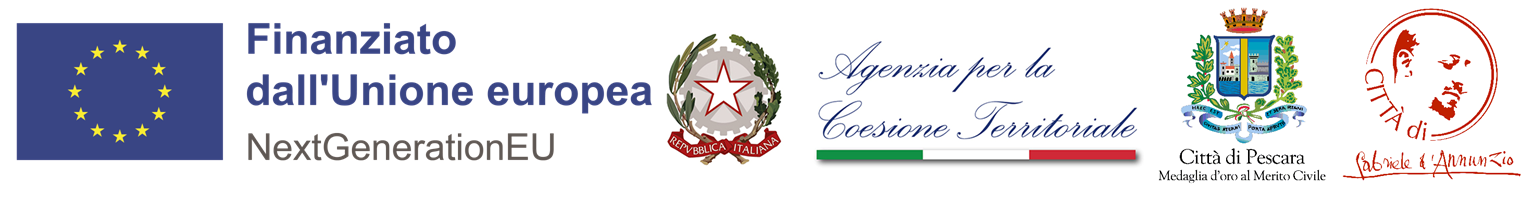 Finanziato
dall'Unione europea
NextGenerationEU
REPVBBLICA ITALIANA
Agenzia per la
Coesione Territoriale
Città di Pescara
Medaglia d'oro al Merito Civile
CITTÀ di
Gabriele d'Annunzio